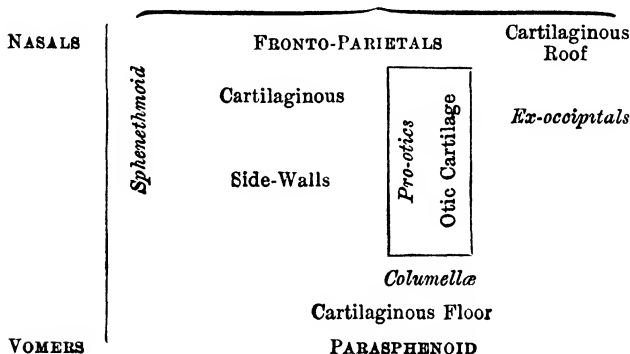 NASALS
FRONTO-PARIETALS
Cartilaginous
Roof
Sphenethmoid
Cartilaginous
Side-Walls
Pro-otics
Otic Cartilage
Ex-occipitals
Columellæ
Cartilaginous Floor
VOMERS
PARASPHENOID